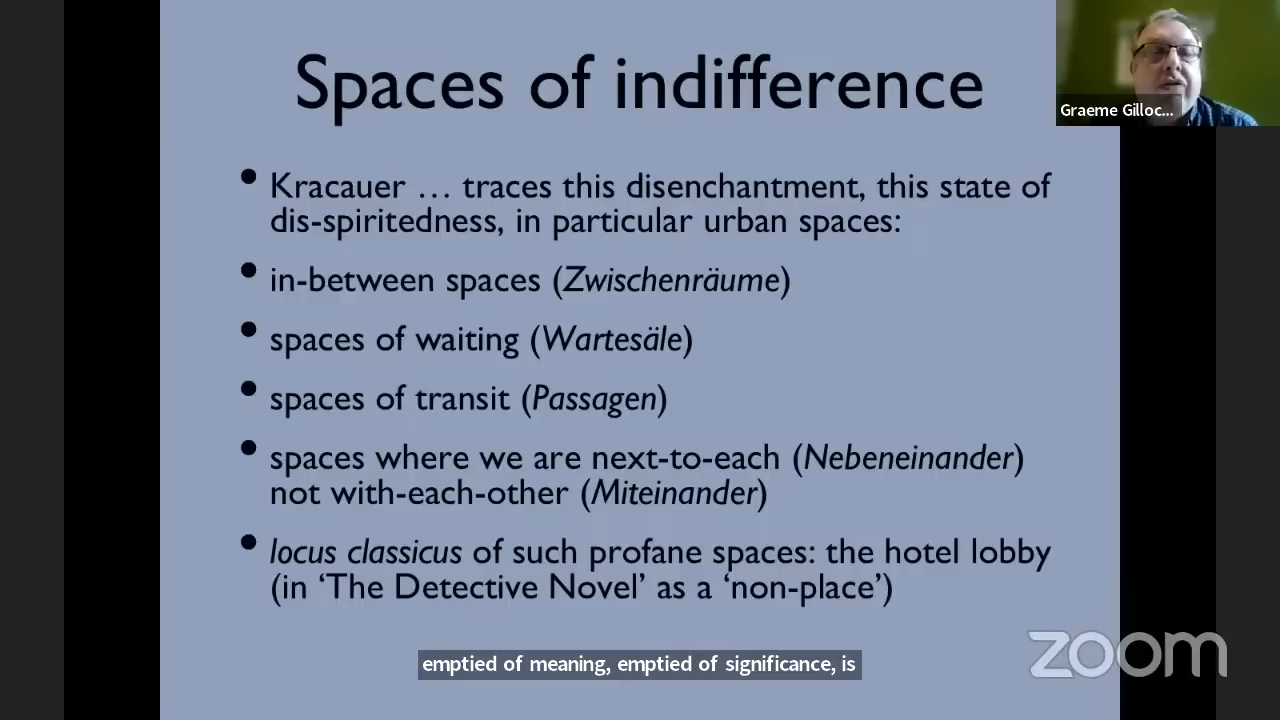 Spaces of indifference
Graeme Gilloc...
• Kracauer … traces this disenchantment, this state of
dis-spiritedness, in particular urban spaces:
• in-between spaces (Zwischenräume)
• spaces of waiting (Wartesäle)
• spaces of transit (Passagen)
• spaces where we are next-to-each (Nebeneinander)
not with-each-other (Miteinander)
• locus classicus of such profane spaces: the hotel lobby
(in ‘The Detective Novel’ as a ‘non-place’)
emptied of meaning, emptied of significance, is
zoom